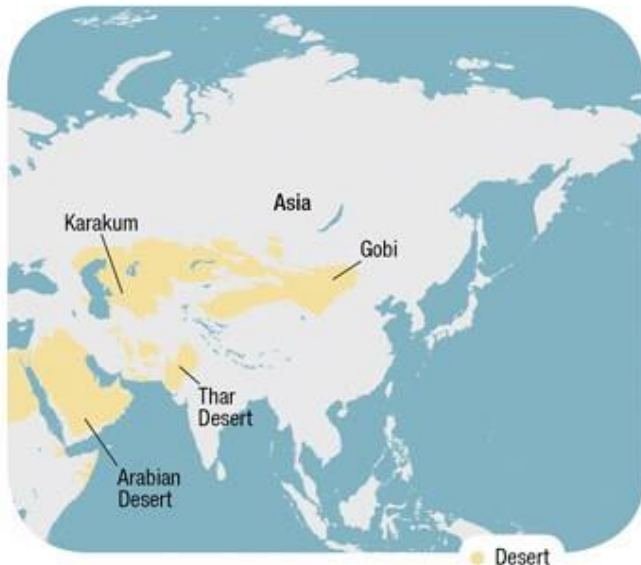 Asia
Karakum
Gobi
Thar
Desert
Arabian
Desert
Desert